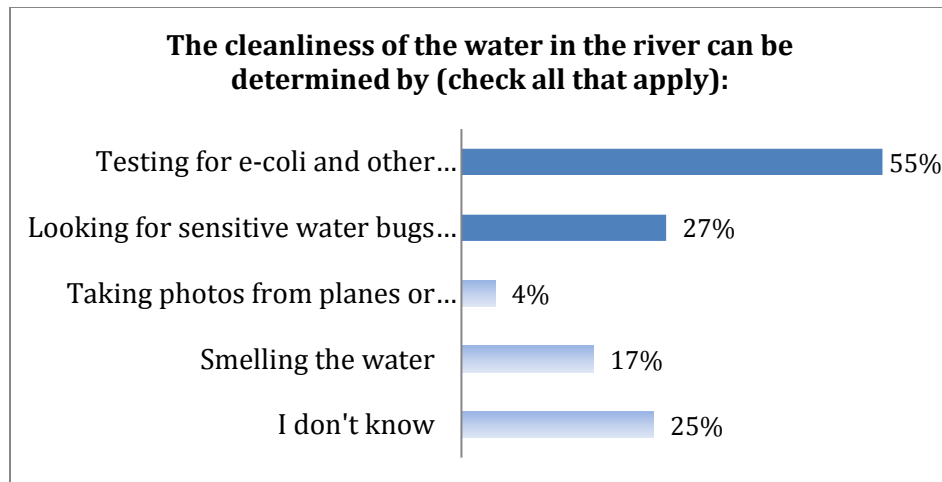 The cleanliness of the water in the river can be
determined by (check all that apply):
Testing for e-coli and other… 55%
Looking for sensitive water bugs… 27%
Taking photos from planes or… 4%
Smelling the water 17%
I don't know 25%